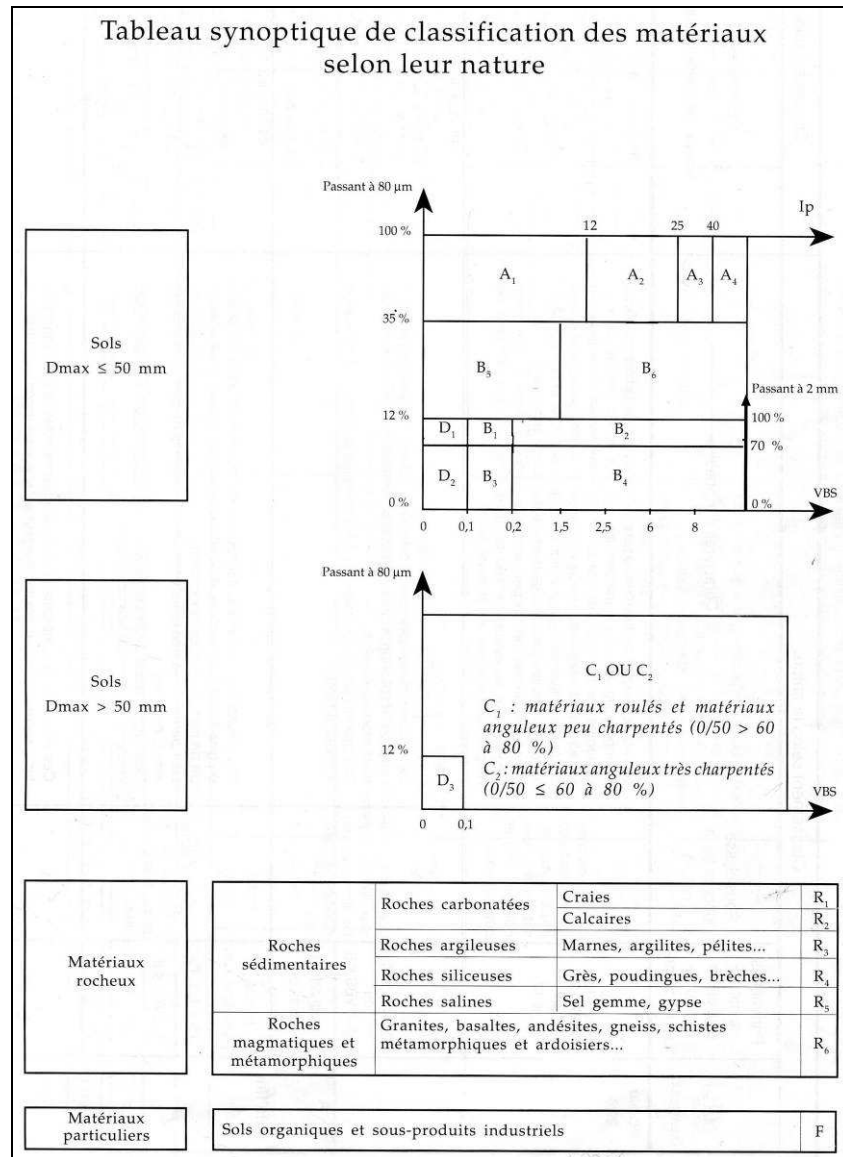 Tableau synoptique de classification des matériaux
selon leur nature
Passant à 80 µm
Ip
100 %
12
25
40
A₁
A₂
A₃
A₄
35 %
Sols
Dmax ≤ 50 mm
B₅
B₆
Passant à 2 mm
12 %
100 %
D₁
B₁
B₂
70 %
D₂
B₃
B₄
0 %
0 %
VBS
0
0,1
0,2
1,5
2,5
6
8
Passant à 80 µm
Sols
Dmax > 50 mm
C₁ OU C₂
C₁ : matériaux roulés et matériaux
anguleux peu charpentés (0/50 > 60
à 80 %)
C₂ : matériaux anguleux très charpentés
(0/50 ≤ 60 à 80 %)
12 %
D₃
VBS
0
0,1
Matériaux
rocheux
Roches
sédimentaires
Roches carbonatées
Craies
R₁
Calcaires
R₂
Roches argileuses
Marnes, argilites, pélites...
R₃
Roches siliceuses
Grès, poudingues, brèches...
R₄
Roches salines
Sel gemme, gypse
R₅
Roches
magmatiques et
métamorphiques
Granites, basaltes, andésites, gneiss, schistes
métamorphiques et ardoisiers...
R₆
Matériaux
particuliers
Sols organiques et sous-produits industriels
F